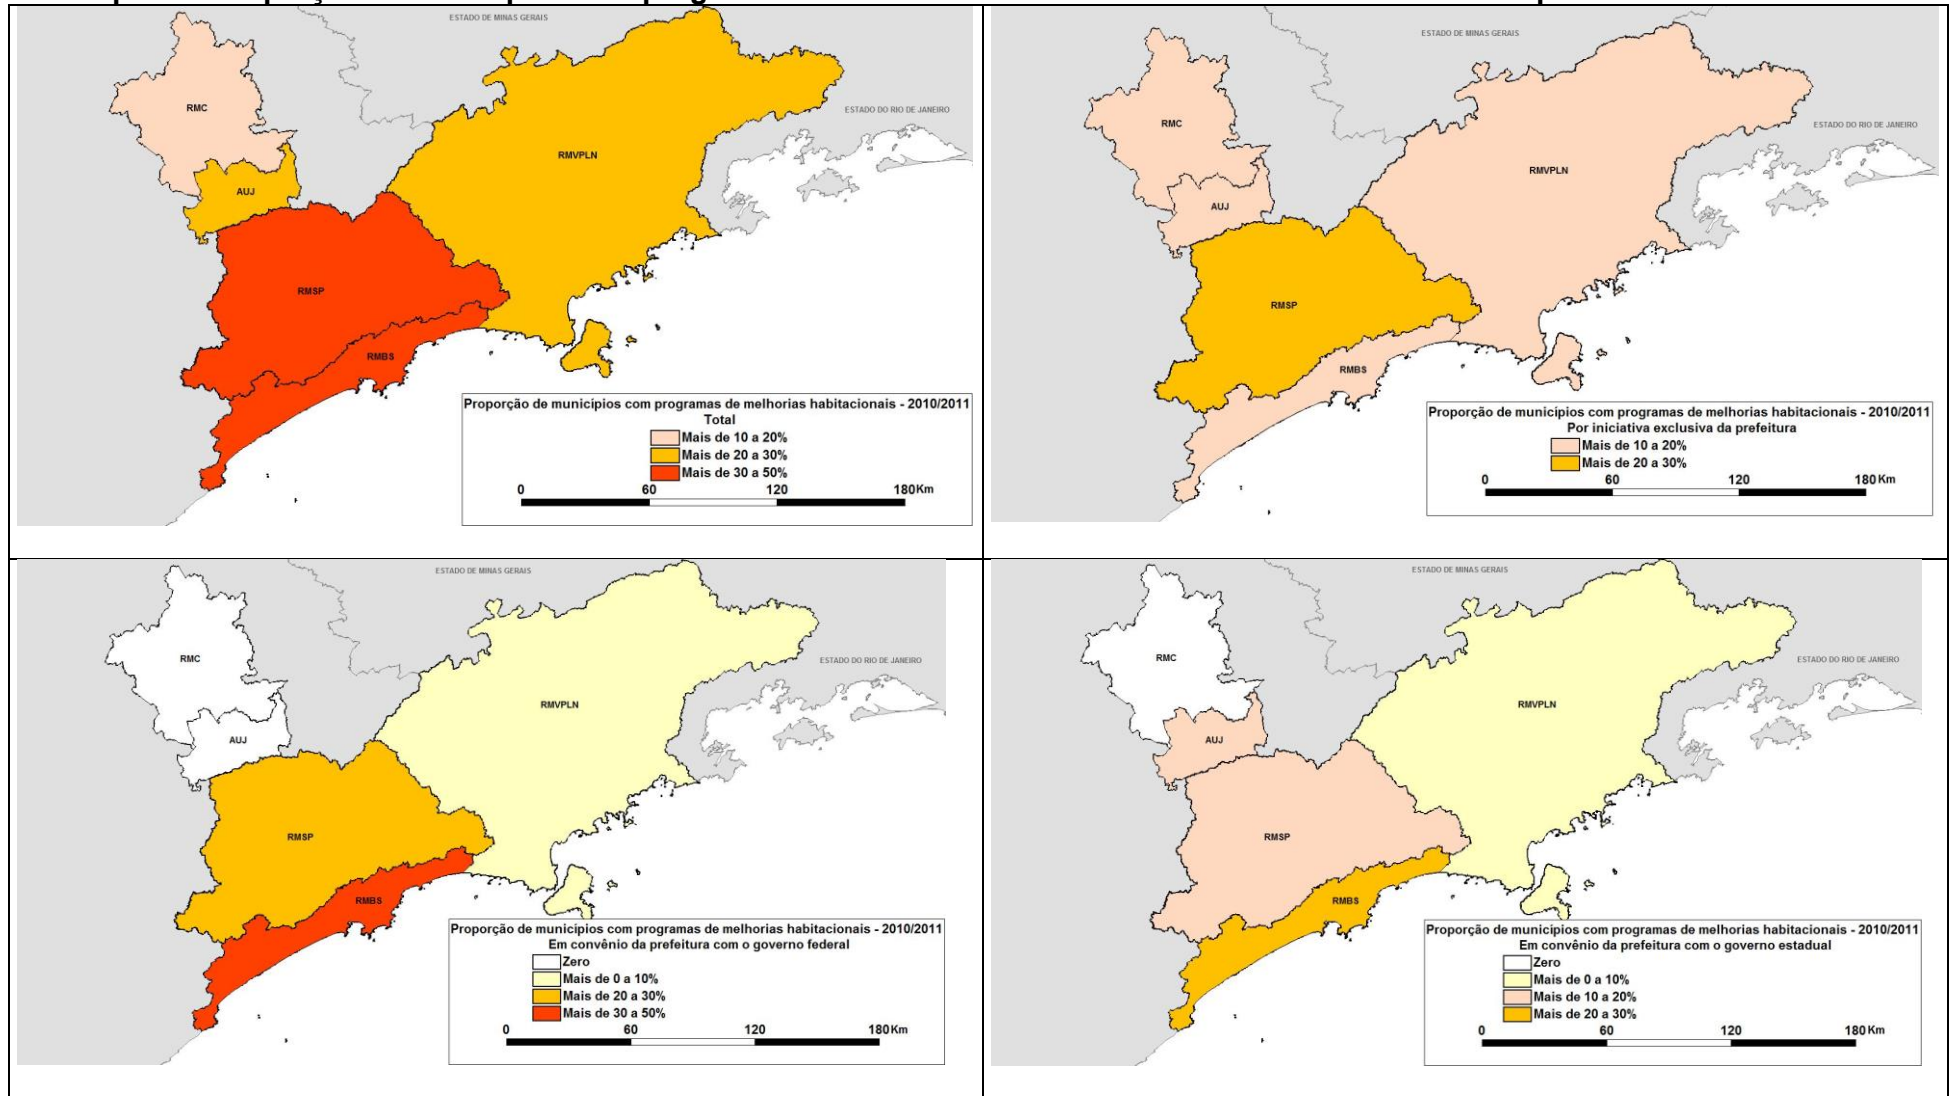 ESTADO DE MINAS GERAIS
ESTADO DO RIO DE JANEIRO
RMC
RMVPLN
AUJ
RMSP
RMBS
Proporção de municípios com programas de melhorias habitacionais - 2010/2011
Total
Mais de 10 a 20%
Mais de 20 a 30%
Mais de 30 a 50%
0 60 120 180 Km
ESTADO DE MINAS GERAIS
ESTADO DO RIO DE JANEIRO
RMC
RMVPLN
AUJ
RMSP
RMBS
Proporção de municípios com programas de melhorias habitacionais - 2010/2011
Por iniciativa exclusiva da prefeitura
Mais de 10 a 20%
Mais de 20 a 30%
0 60 120 180 Km
ESTADO DE MINAS GERAIS
RMC
ESTADO DO RIO DE JANEIRO
RMVPLN
AUJ
RMSP
RMBS
Proporção de municípios com programas de melhorias habitacionais - 2010/2011
Em convênio da prefeitura com o governo federal
Zero
Mais de 0 a 10%
Mais de 20 a 30%
Mais de 30 a 50%
0 60 120 180 Km
ESTADO DE MINAS GERAIS
RMC
ESTADO DO RIO DE JANEIRO
RMVPLN
AUJ
RMSP
RMBS
Proporção de municípios com programas de melhorias habitacionais - 2010/2011
Em convênio da prefeitura com o governo estadual
Zero
Mais de 0 a 10%
Mais de 10 a 20%
Mais de 20 a 30%
0 60 120 180 Km